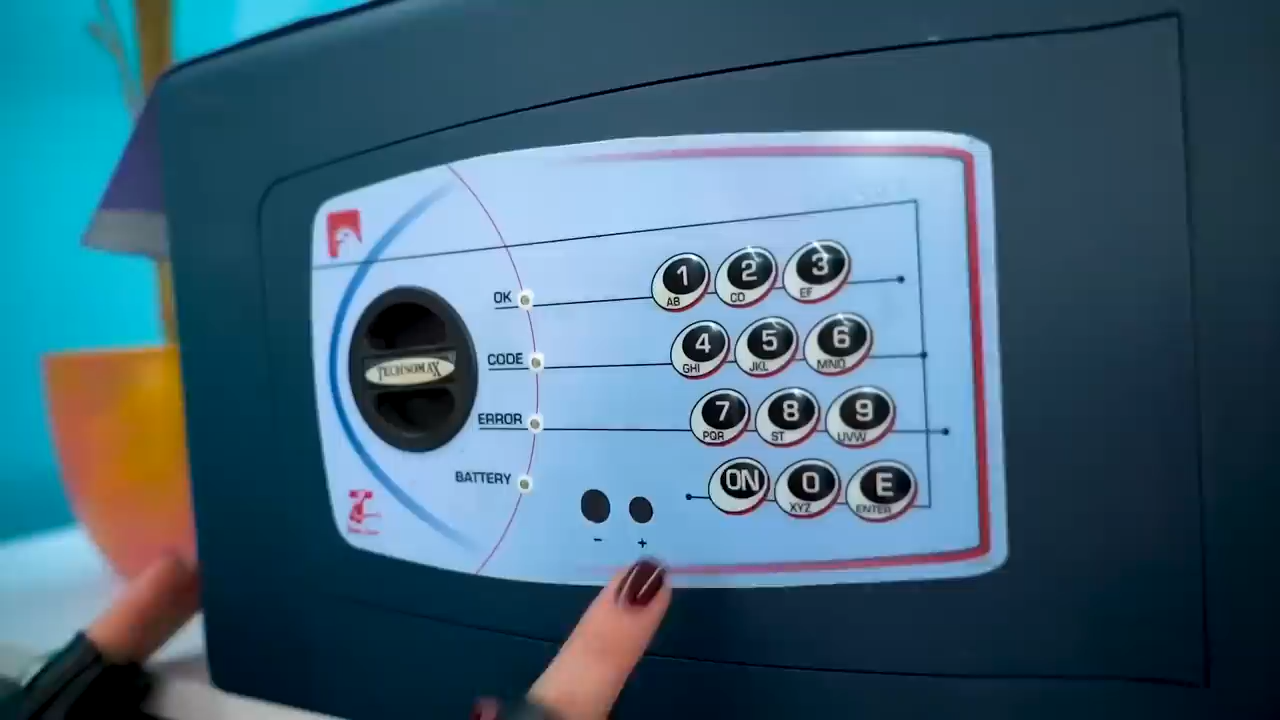 OK
CODE
ERROR
BATTERY
TECHNOMAX
1 2 3
AB CD EF
4 5 6
GHI JKL MNO
7 8 9
PQR ST UVW
ON 0 E
XYZ ENTER
- +